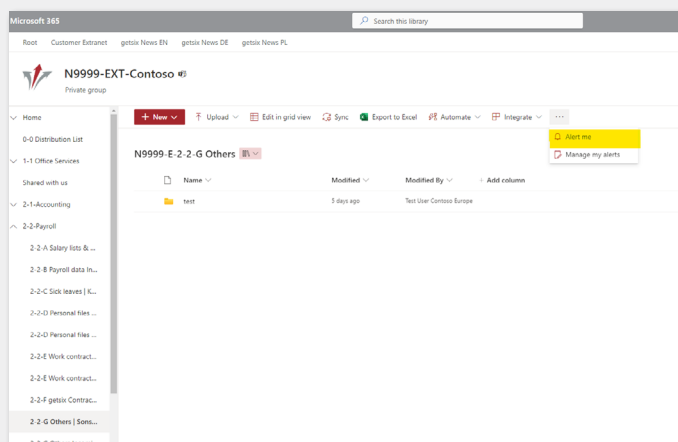 Microsoft 365
Search this library
Root Customer Extranet getsix News EN getsix News DE getsix News PL
N9999-EXT-Contoso
Private group
Home
0-0 Distribution List
1-1 Office Services
Shared with us
2-1-Accounting
2-2-Payroll
2-2-A Salary lists & ...
2-2-B Payroll data In...
2-2-C Sick leaves | K...
2-2-D Personal files ...
2-2-D Personal files ...
2-2-E Work contract...
2-2-E Work contract...
2-2-F getsix Contrac...
2-2-G Others | Sons...
+ New Upload Edit in grid view Sync Export to Excel Automate Integrate ...
Alert me
Manage my alerts
N9999-E-2-2-G Others
Name Modified Modified By + Add column
test 5 days ago Test User Contoso Europe